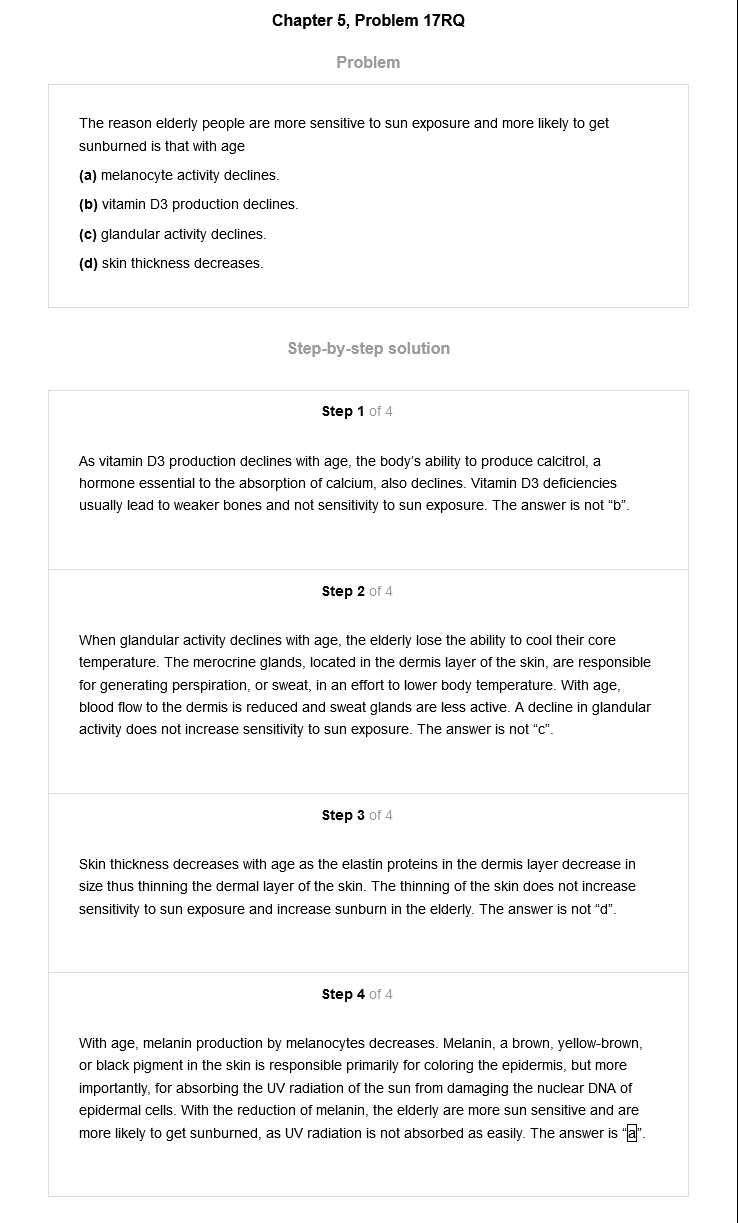 Chapter 5, Problem 17RQ
Problem
The reason elderly people are more sensitive to sun exposure and more likely to get
sunburned is that with age
(a) melanocyte activity declines.
(b) vitamin D3 production declines.
(c) glandular activity declines.
(d) skin thickness decreases.
Step-by-step solution
Step 1 of 4
As vitamin D3 production declines with age, the body’s ability to produce calcitrol, a
hormone essential to the absorption of calcium, also declines. Vitamin D3 deficiencies
usually lead to weaker bones and not sensitivity to sun exposure. The answer is not “b”.
Step 2 of 4
When glandular activity declines with age, the elderly lose the ability to cool their core
temperature. The merocrine glands, located in the dermis layer of the skin, are responsible
for generating perspiration, or sweat, in an effort to lower body temperature. With age,
blood flow to the dermis is reduced and sweat glands are less active. A decline in glandular
activity does not increase sensitivity to sun exposure. The answer is not “c”.
Step 3 of 4
Skin thickness decreases with age as the elastin proteins in the dermis layer decrease in
size thus thinning the dermal layer of the skin. The thinning of the skin does not increase
sensitivity to sun exposure and increase sunburn in the elderly. The answer is not “d”.
Step 4 of 4
With age, melanin production by melanocytes decreases. Melanin, a brown, yellow-brown,
or black pigment in the skin is responsible primarily for coloring the epidermis, but more
importantly, for absorbing the UV radiation of the sun from damaging the nuclear DNA of
epidermal cells. With the reduction of melanin, the elderly are more sun sensitive and are
more likely to get sunburned, as UV radiation is not absorbed as easily. The answer is “a”.